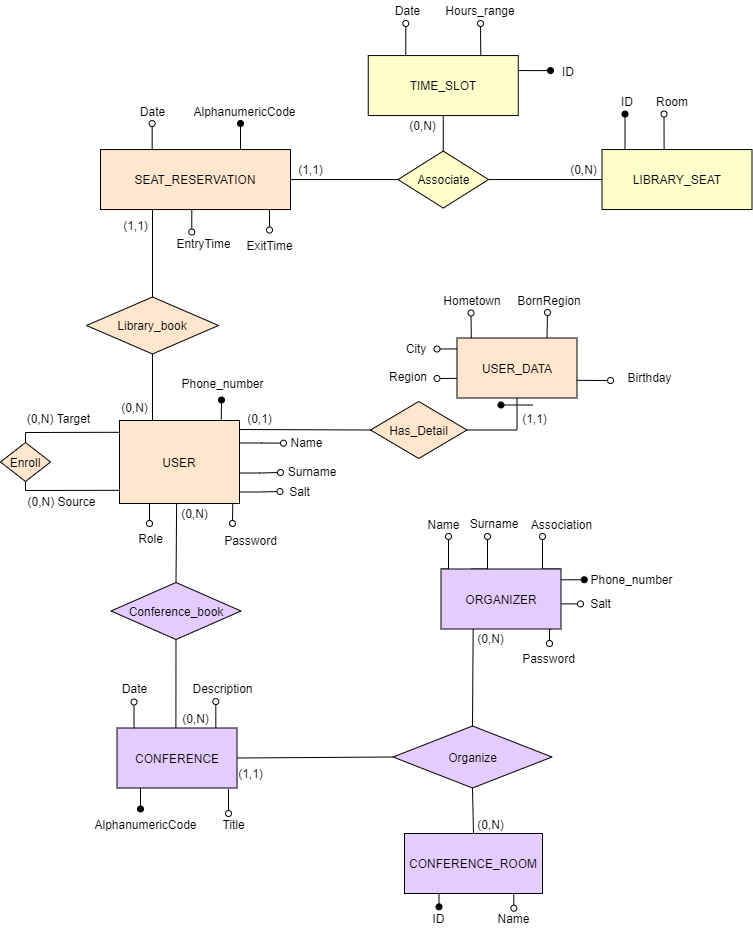 Date
Hours_range
TIME_SLOT
ID
Date
AlphanumericCode
(0,N)
ID
Room
SEAT_RESERVATION
(1,1)
Associate
(0,N)
LIBRARY_SEAT
(1,1)
EntryTime
ExitTime
Library_book
Hometown
BornRegion
City
USER_DATA
Region
Birthday
Phone_number
(0,N)
(0,1)
(1,1)
(0,N) Target
Has_Detail
Name
Enroll
USER
Surname
Salt
(0,N) Source
(0,N)
Role
Password
Name
Surname
Association
Phone_number
ORGANIZER
Salt
Conference_book
(0,N)
Password
Date
Description
(0,N)
CONFERENCE
Organize
(1,1)
AlphanumericCode
Title
(0,N)
CONFERENCE_ROOM
ID
Name